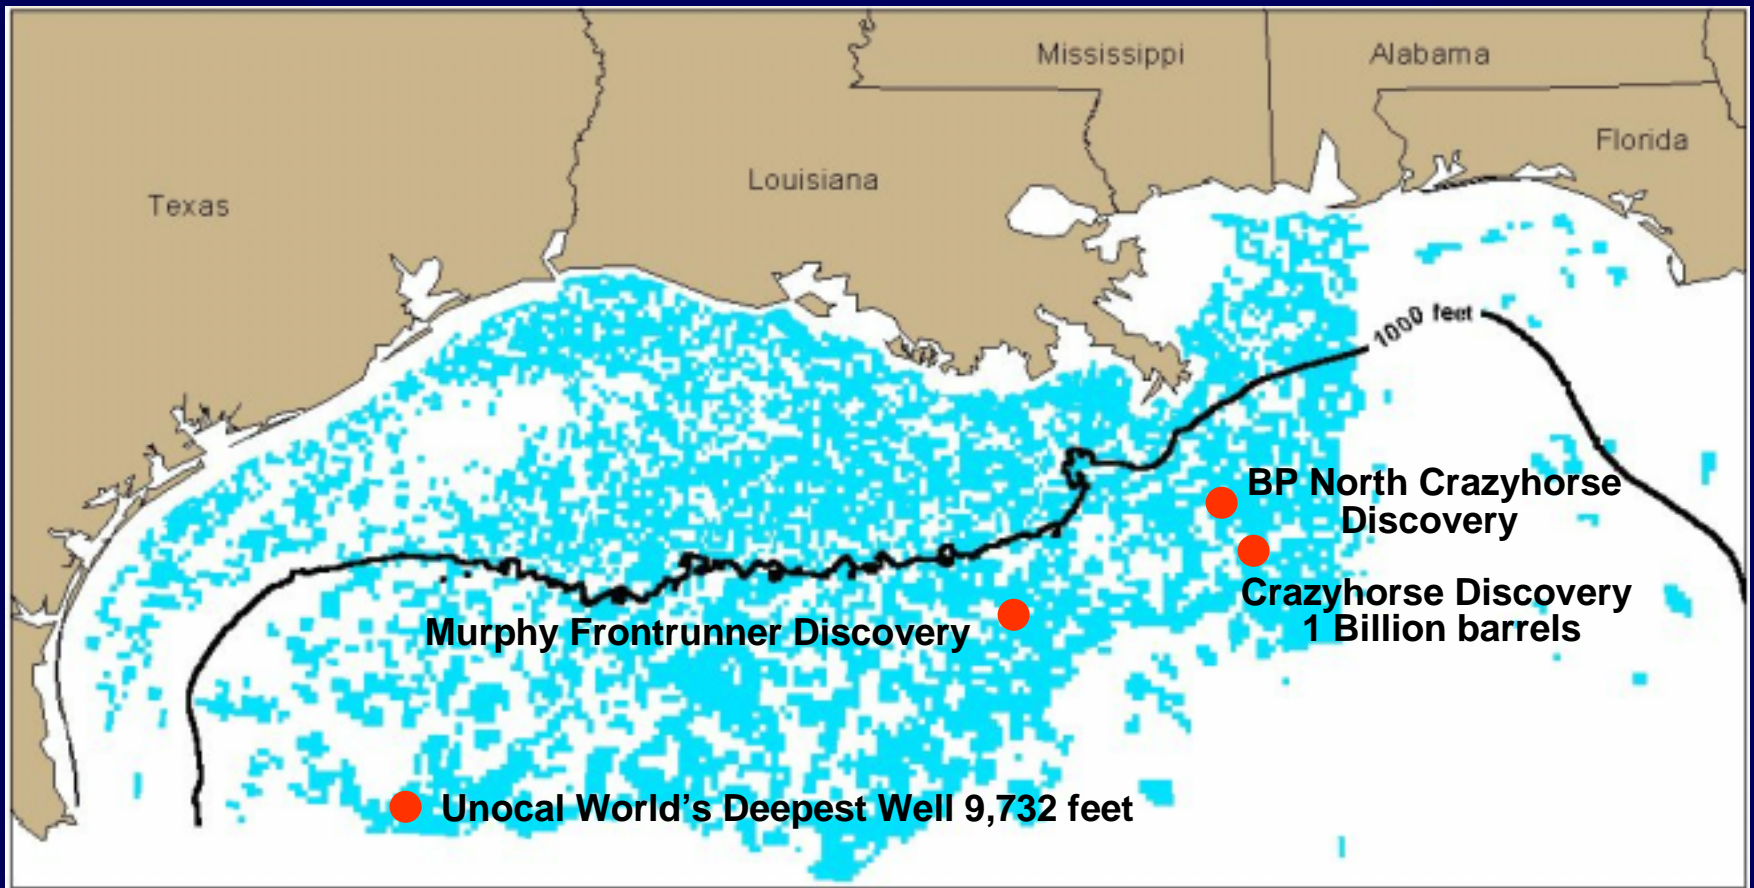 Mississippi
Alabama
Florida
Louisiana
Texas
1000 feet
BP North Crazyhorse
Discovery
Crazyhorse Discovery
1 Billion barrels
Murphy Frontrunner Discovery
Unocal World’s Deepest Well 9,732 feet